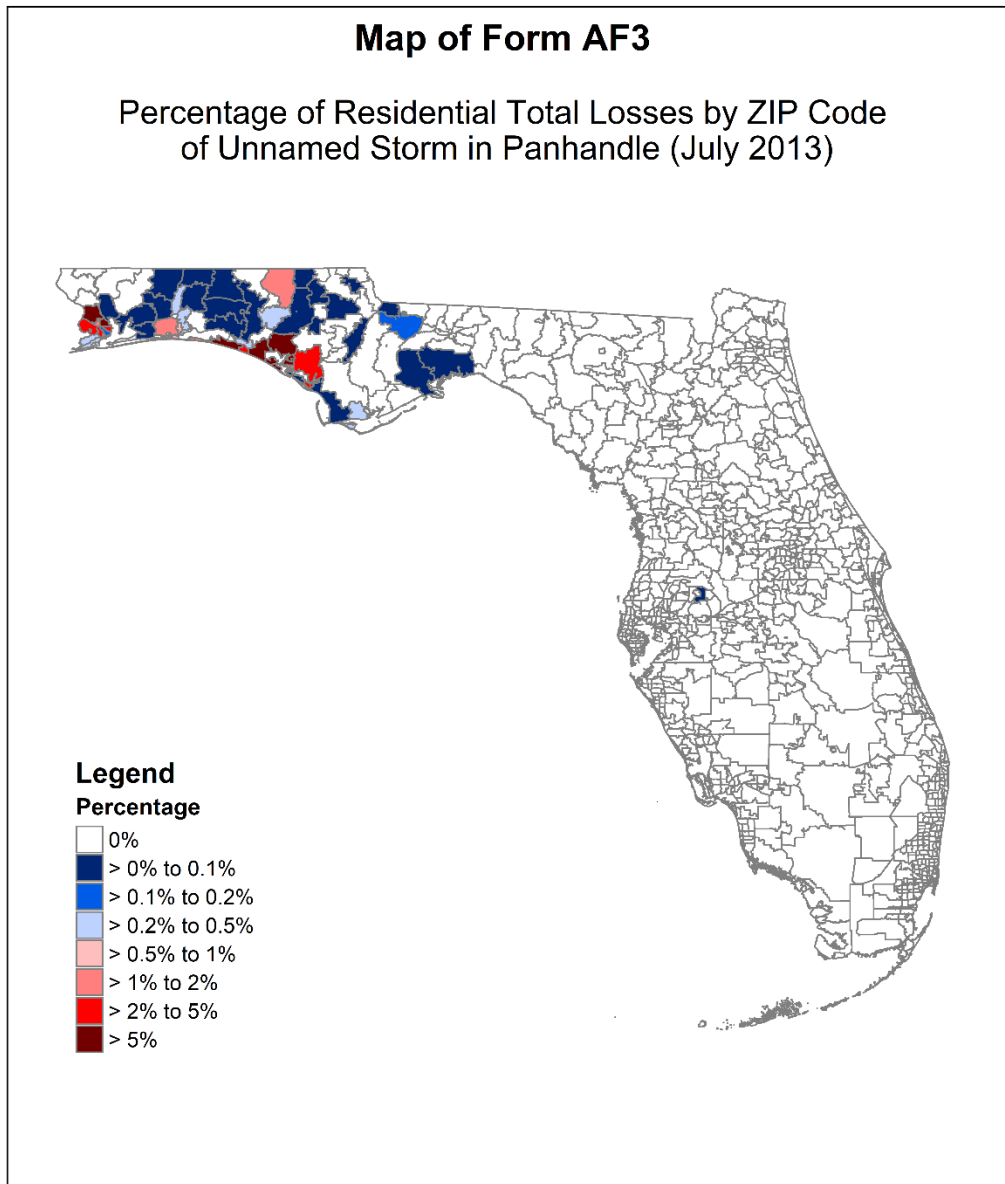 Map of Form AF3
Percentage of Residential Total Losses by ZIP Code
of Unnamed Storm in Panhandle (July 2013)
Legend
Percentage
0%
> 0% to 0.1%
> 0.1% to 0.2%
> 0.2% to 0.5%
> 0.5% to 1%
> 1% to 2%
> 2% to 5%
> 5%